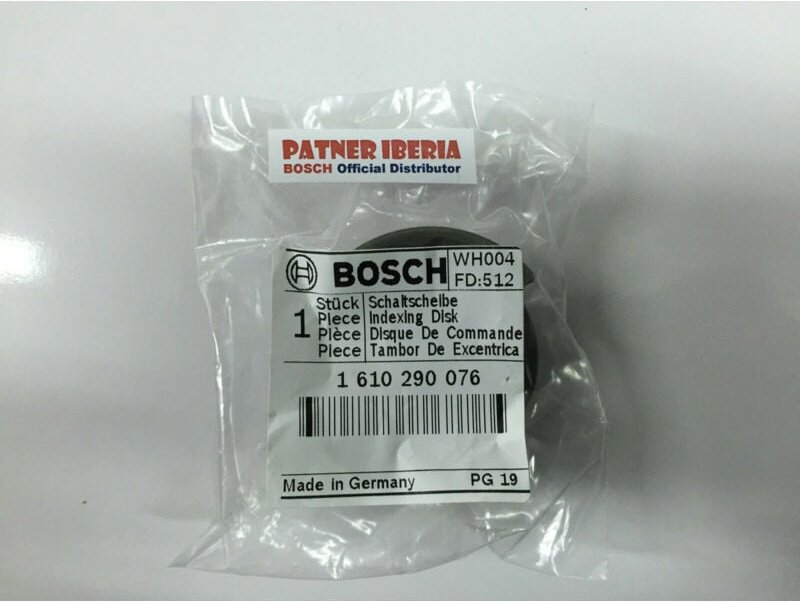 PATNER IBERIA
BOSCH Official Distributor
BOSCH
WH004
FD:512
1
Stück Schaltscheibe
Piece Indexing Disk
Pièce Disque De Commande
Piece Tambor De Excentrica
1 610 290 076
Made in Germany PG 19